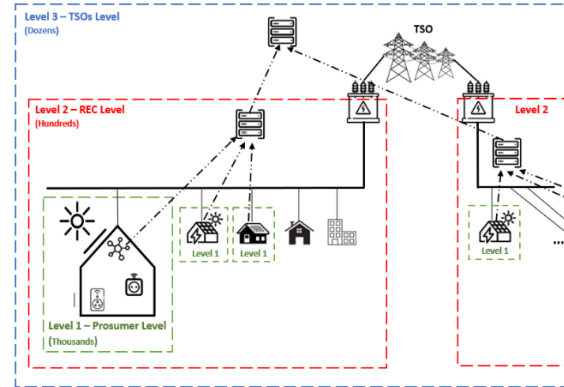 Level 3 – TSOs Level
(Dozens)
TSO
Level 2 – REC Level
(Hundreds)
Level 2
Level 1
Level 1
Level 1
...
Level 1 – Prosumer Level
(Thousands)